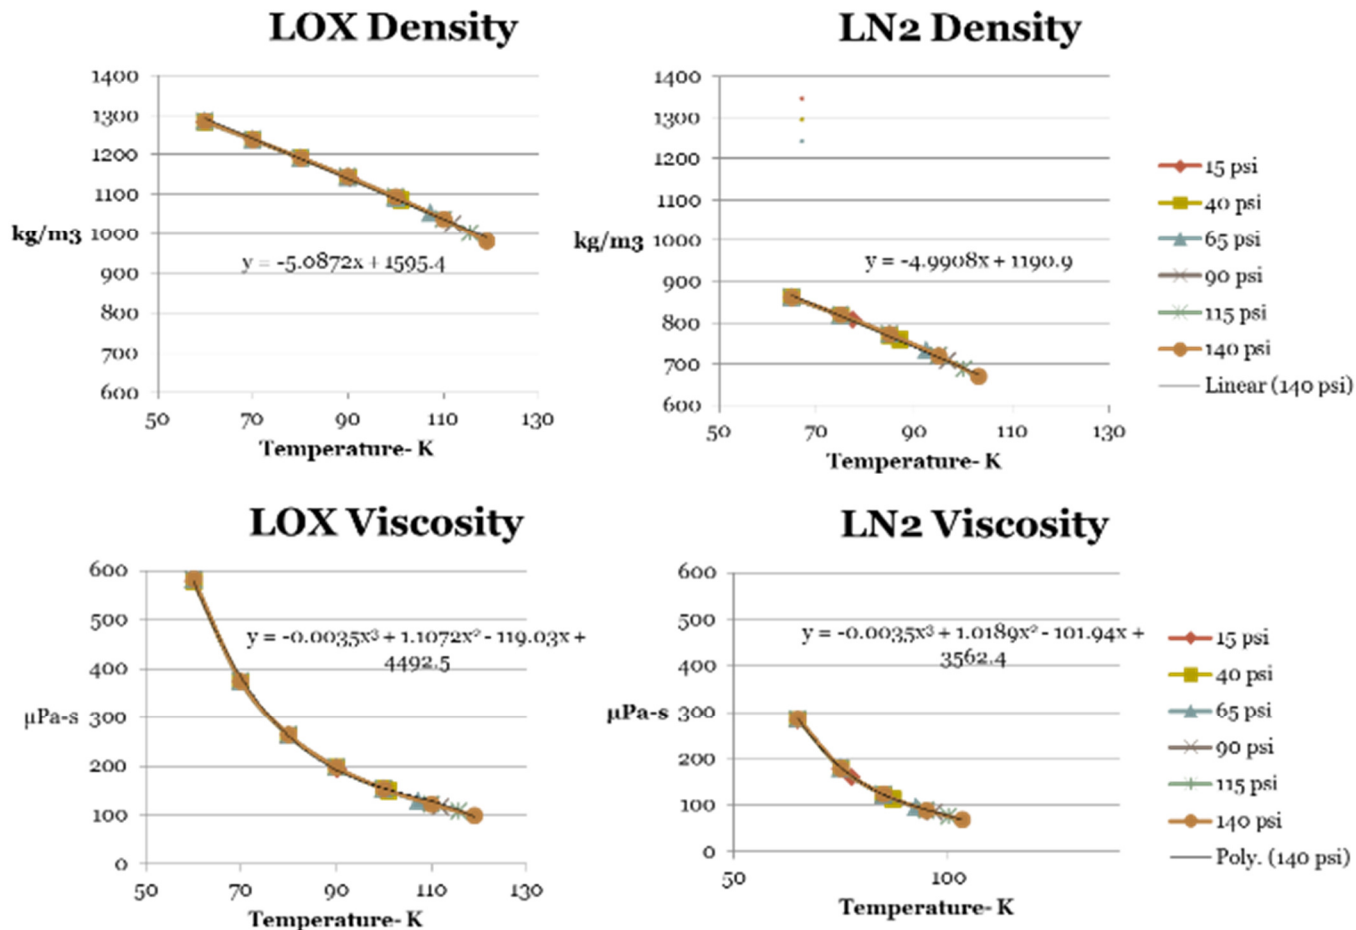 LOX Density
1400
1300
1200
1100
1000
900
800
700
600
kg/m3
y = -5.0872x + 1595.4
50 70 90 110 130
Temperature- K
LN2 Density
1400
1300
1200
1100
1000
900
800
700
600
kg/m3
y = -4.9908x + 1190.9
50 70 90 110 130
Temperature- K
15 psi
40 psi
65 psi
90 psi
115 psi
140 psi
Linear (140 psi)
LOX Viscosity
600
500
400
300
200
100
0
µPa-s
y = -0.0035x³ + 1.1072x² - 119.03x +
4492.5
50 70 90 110 130
Temperature- K
LN2 Viscosity
600
500
400
300
200
100
0
µPa-s
y = -0.0035x³ + 1.0189x² - 101.94x +
3562.4
50 100
Temperature- K
15 psi
40 psi
65 psi
90 psi
115 psi
140 psi
Poly. (140 psi)